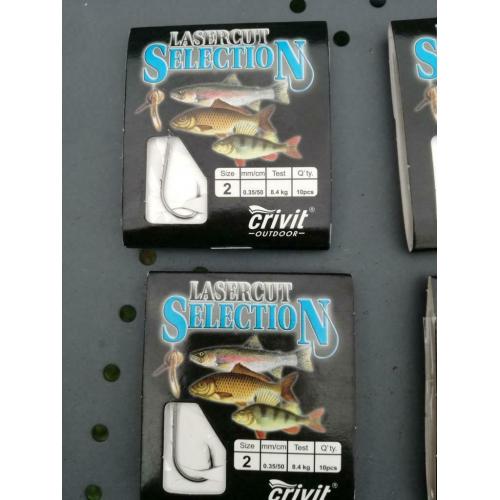 LASERCUT
SELECTION
Size mm/cm Test Q'ty.
2 0.35/50 8.4 kg 10pcs
crivit®
OUTDOOR
LASERCUT
SELECTION
Size mm/cm Test Q'ty.
2 0.35/50 8.4 kg 10pcs
crivit®